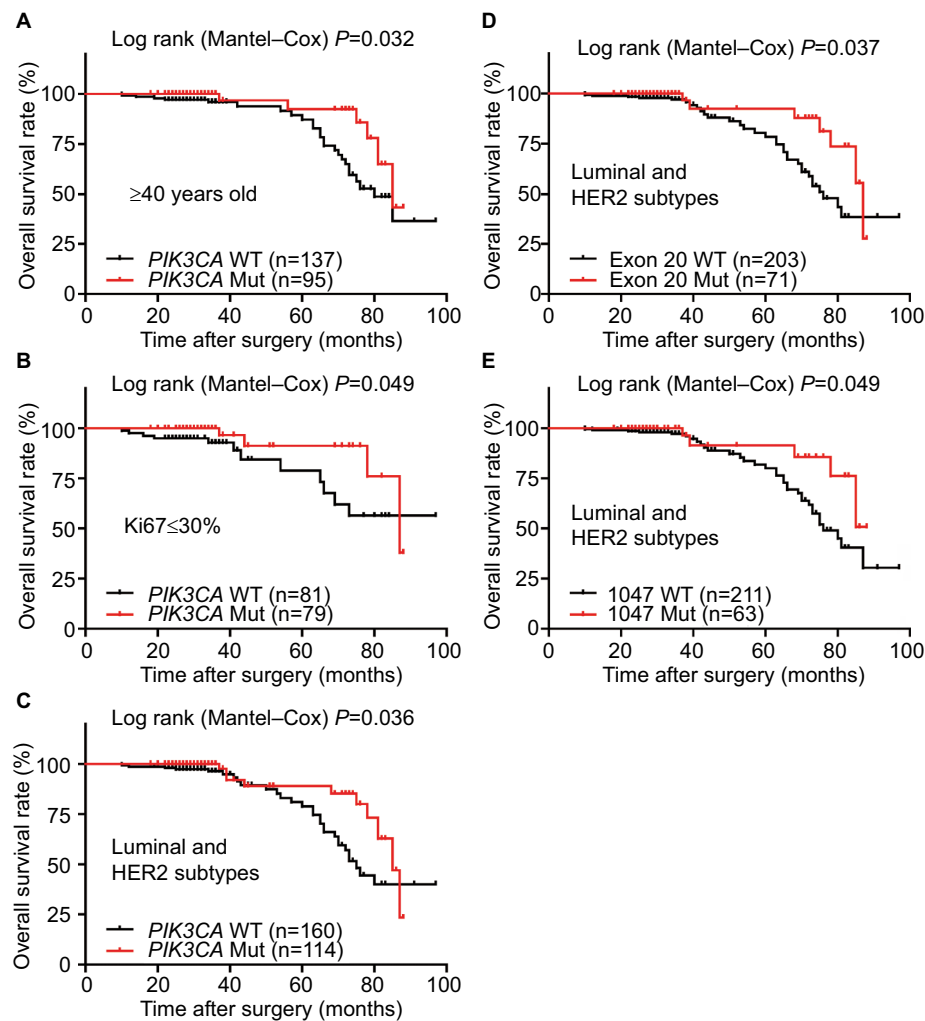 A
Log rank (Mantel–Cox) P=0.032
Overall survival rate (%)
100
75
50
25
0
≥40 years old
PIK3CA WT (n=137)
PIK3CA Mut (n=95)
0 20 40 60 80 100
Time after surgery (months)
B
Log rank (Mantel–Cox) P=0.049
Overall survival rate (%)
100
75
50
25
0
Ki67≤30%
PIK3CA WT (n=81)
PIK3CA Mut (n=79)
0 20 40 60 80 100
Time after surgery (months)
C
Log rank (Mantel–Cox) P=0.036
Overall survival rate (%)
100
75
50
25
0
Luminal and
HER2 subtypes
PIK3CA WT (n=160)
PIK3CA Mut (n=114)
0 20 40 60 80 100
Time after surgery (months)
D
Log rank (Mantel–Cox) P=0.037
Overall survival rate (%)
100
75
50
25
0
Luminal and
HER2 subtypes
Exon 20 WT (n=203)
Exon 20 Mut (n=71)
0 20 40 60 80 100
Time after surgery (months)
E
Log rank (Mantel–Cox) P=0.049
Overall survival rate (%)
100
75
50
25
0
Luminal and
HER2 subtypes
1047 WT (n=211)
1047 Mut (n=63)
0 20 40 60 80 100
Time after surgery (months)